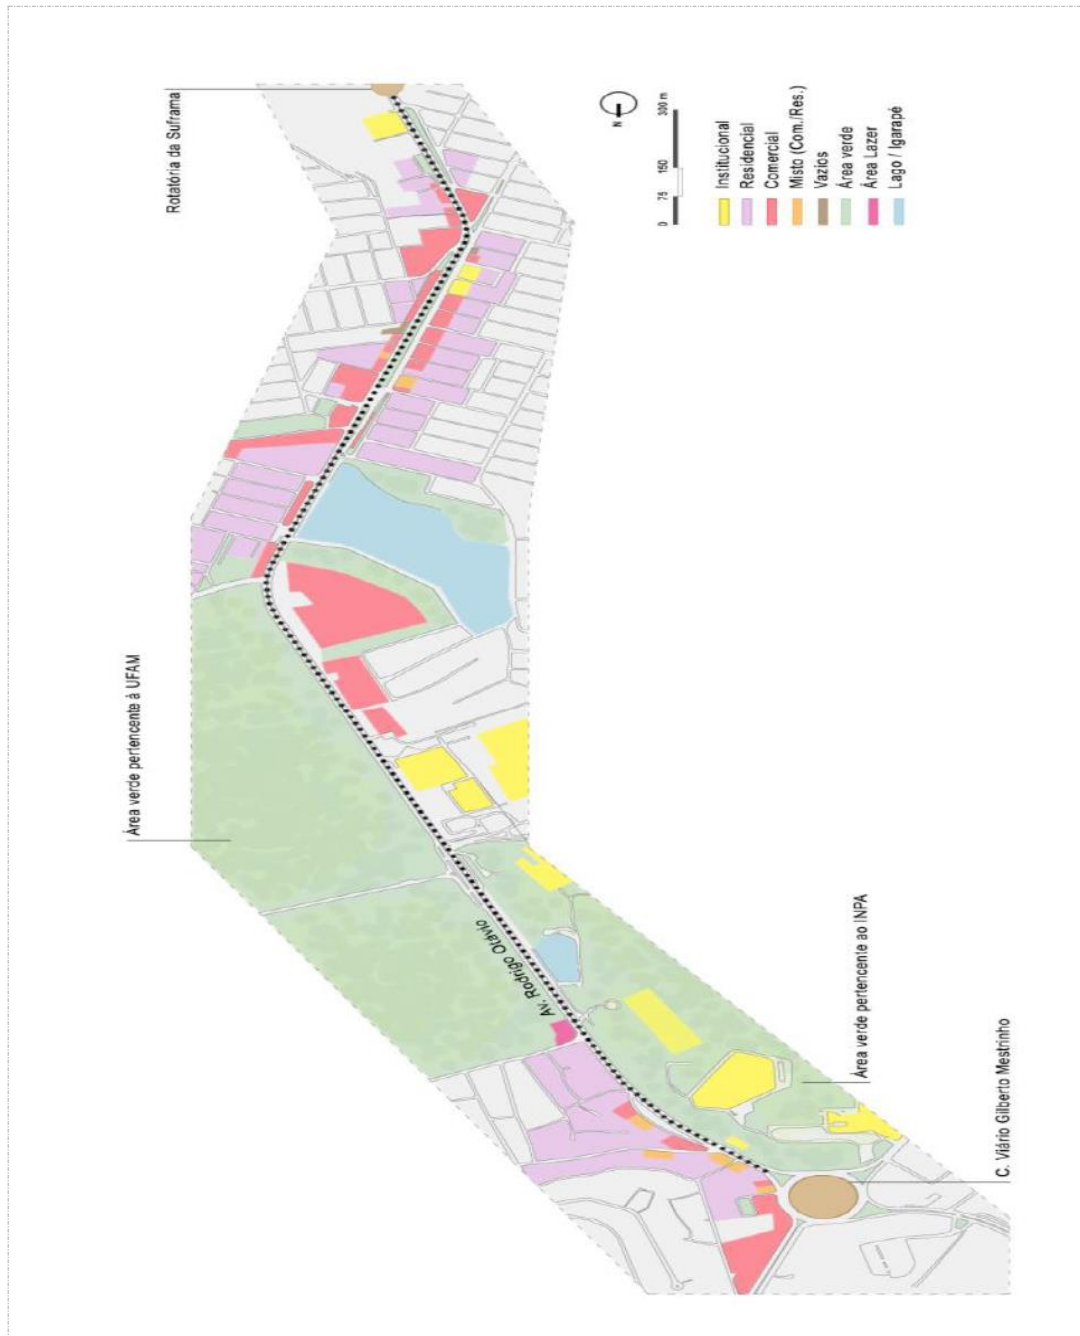 Rotatória da Suframa
N
0
75
150
300 m
Institucional
Residencial
Comercial
Misto (Com./Res.)
Vazios
Área verde
Área Lazer
Lago / Igarapé
Área verde pertencente à UFAM
Av. Rodrigo Otávio
Área verde pertencente ao INPA
C. Viário Gilberto Mestrinho